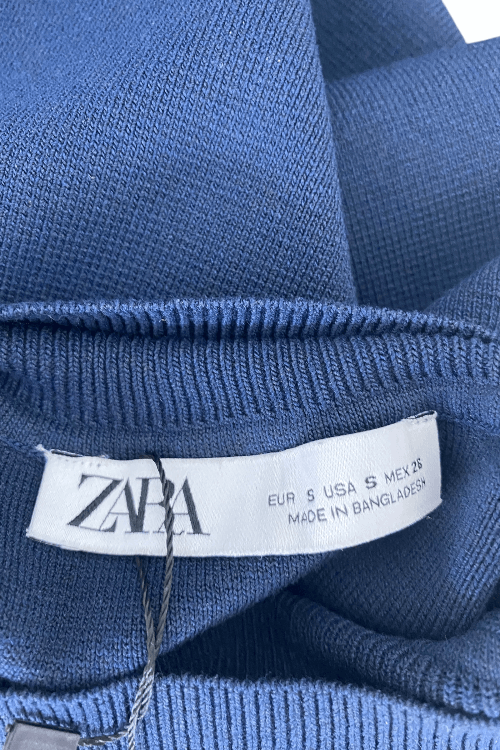 ZARA
EUR S USA S MEX 26
MADE IN BANGLADESH